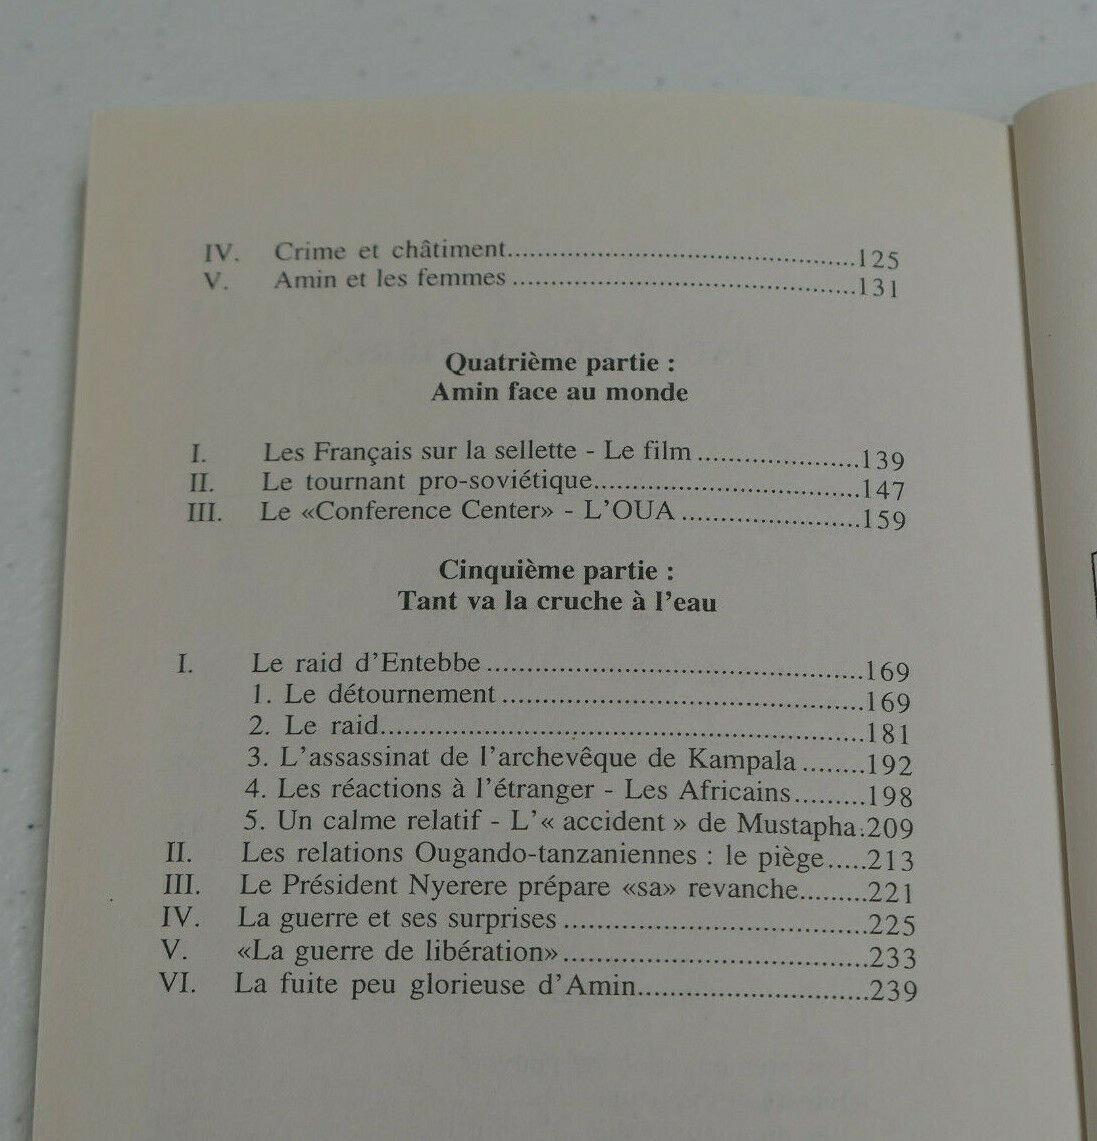 IV. Crime et châtiment..............................................125
V. Amin et les femmes..............................................131
Quatrième partie :
Amin face au monde
I. Les Français sur la sellette - Le film.....................139
II. Le tournant pro-soviétique...................................147
III. Le «Conference Center» - L'OUA........................159
Cinquième partie :
Tant va la cruche à l'eau
I. Le raid d'Entebbe.................................................169
1. Le détournement...............................................169
2. Le raid...............................................................181
3. L'assassinat de l'archevêque de Kampala........192
4. Les réactions à l'étranger - Les Africains.........198
5. Un calme relatif - L'« accident » de Mustapha.:209
II. Les relations Ougando-tanzaniennes : le piège.....213
III. Le Président Nyerere prépare «sa» revanche.........221
IV. La guerre et ses surprises.......................................225
V. «La guerre de libération».......................................233
VI. La fuite peu glorieuse d'Amin..............................239